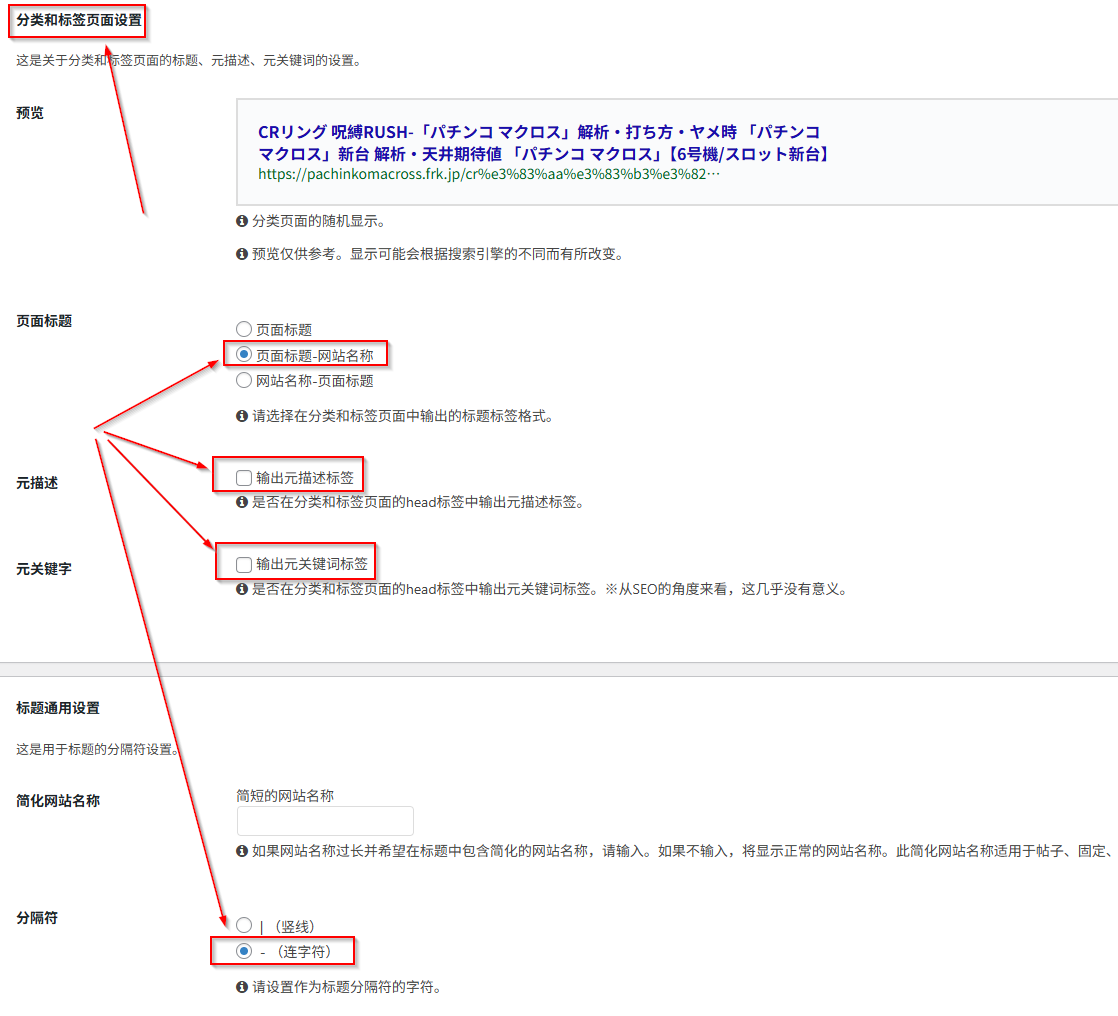 分类和标签页面设置
这是关于分类和标签页面的标题、元描述、元关键词的设置。
预览
CRリング 呪縛RUSH-「パチンコ マクロス」解析・打ち方・ヤメ時 「パチンコ
マクロス」新台 解析・天井期待値 「パチンコ マクロス」【6号機/スロット新台】
https://pachinkomacross.frk.jp/cr%e3%83%aa%e3%83%b3%e3%82…
分类页面的随机显示。
预览仅供参考。显示可能会根据搜索引擎的不同而有所改变。
页面标题
页面标题
页面标题-网站名称
网站名称-页面标题
请选择在分类和标签页面中输出的标题标签格式。
元描述
输出元描述标签
是否在分类和标签页面的head标签中输出元描述标签。
元关键字
输出元关键词标签
是否在分类和标签页面的head标签中输出元关键词标签。※从SEO的角度来看，这几乎没有意义。
标题通用设置
这是用于标题的分隔符设置。
简化网站名称
简短的网站名称
如果网站名称过长并希望在标题中包含简化的网站名称，请输入。如果不输入，将显示正常的网站名称。此简化网站名称适用于帖子、固定、
分隔符
|（竖线）
-（连字符）
请设置作为标题分隔符的字符。